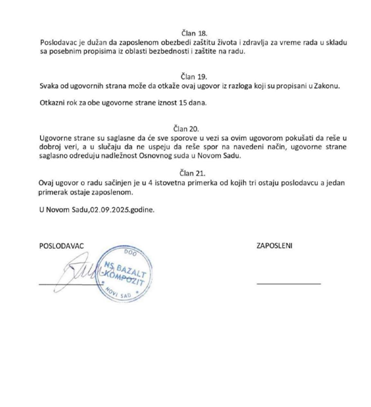 Član 18.
Poslodavac je dužan da zaposlenom obezbedi zaštitu života i zdravlja za vreme rada u skladu
sa posebnim propisima iz oblasti bezbednosti i zaštite na radu.
Član 19.
Svaka od ugovornih strana može da otkaže ovaj ugovor iz razloga koji su propisani u Zakonu.
Otkazni rok za obe ugovorne strane iznost 15 dana.
Član 20.
Ugovorne strane su saglasne da će sve sporove u vezi sa ovim ugovorom pokušati da reše u
dobroj veri, a u slučaju da ne uspeju da reše spor na navedeni način, ugovorne strane
saglasno određuju nadležnost Osnovnog suda u Novom Sadu.
Član 21.
Ovaj ugovor o radu sačinjen je u 4 istovetna primerka od kojih tri ostaju poslodavcu a jedan
primerak ostaje zaposlenom.
U Novom Sadu,02.09.2025.godine.
POSLODAVAC ZAPOSLENI
DOO
NS BAZALT
KOMPOZIT
NOVI SAD